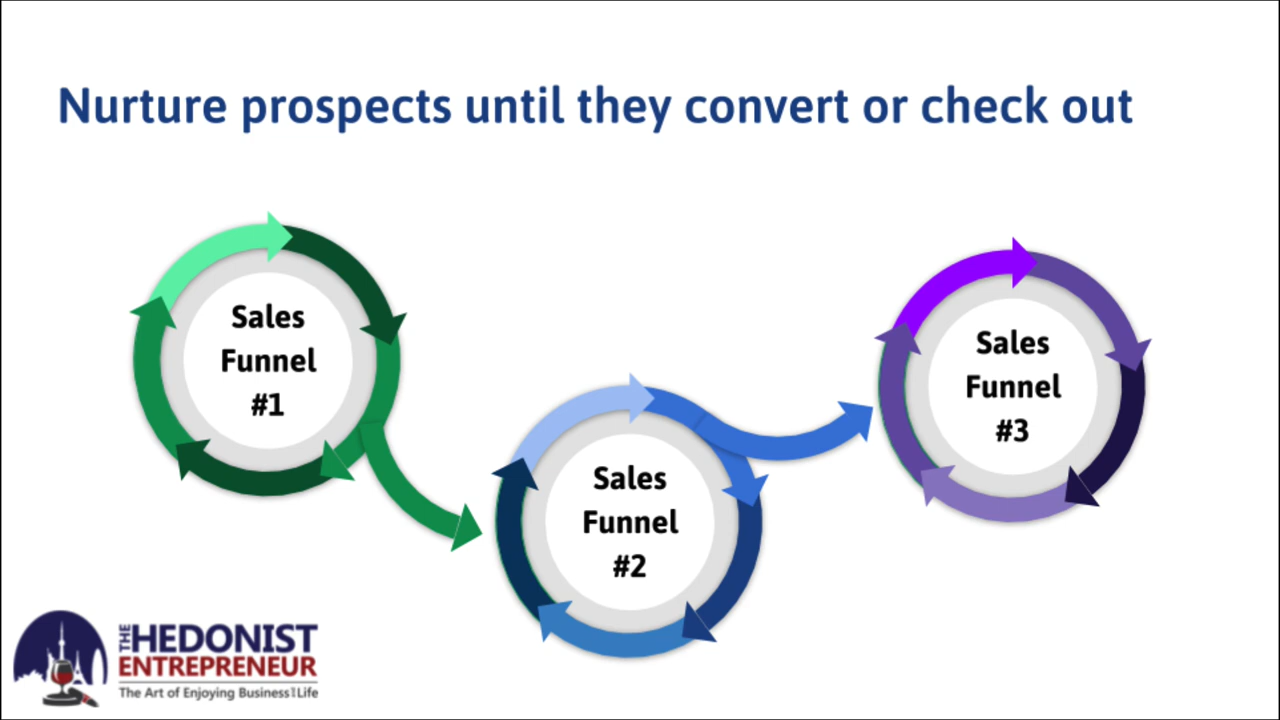 Nurture prospects until they convert or check out
Sales
Funnel
#1
Sales
Funnel
#2
Sales
Funnel
#3
THE HEDONIST
ENTREPRENEUR
The Art of Enjoying Business and Life